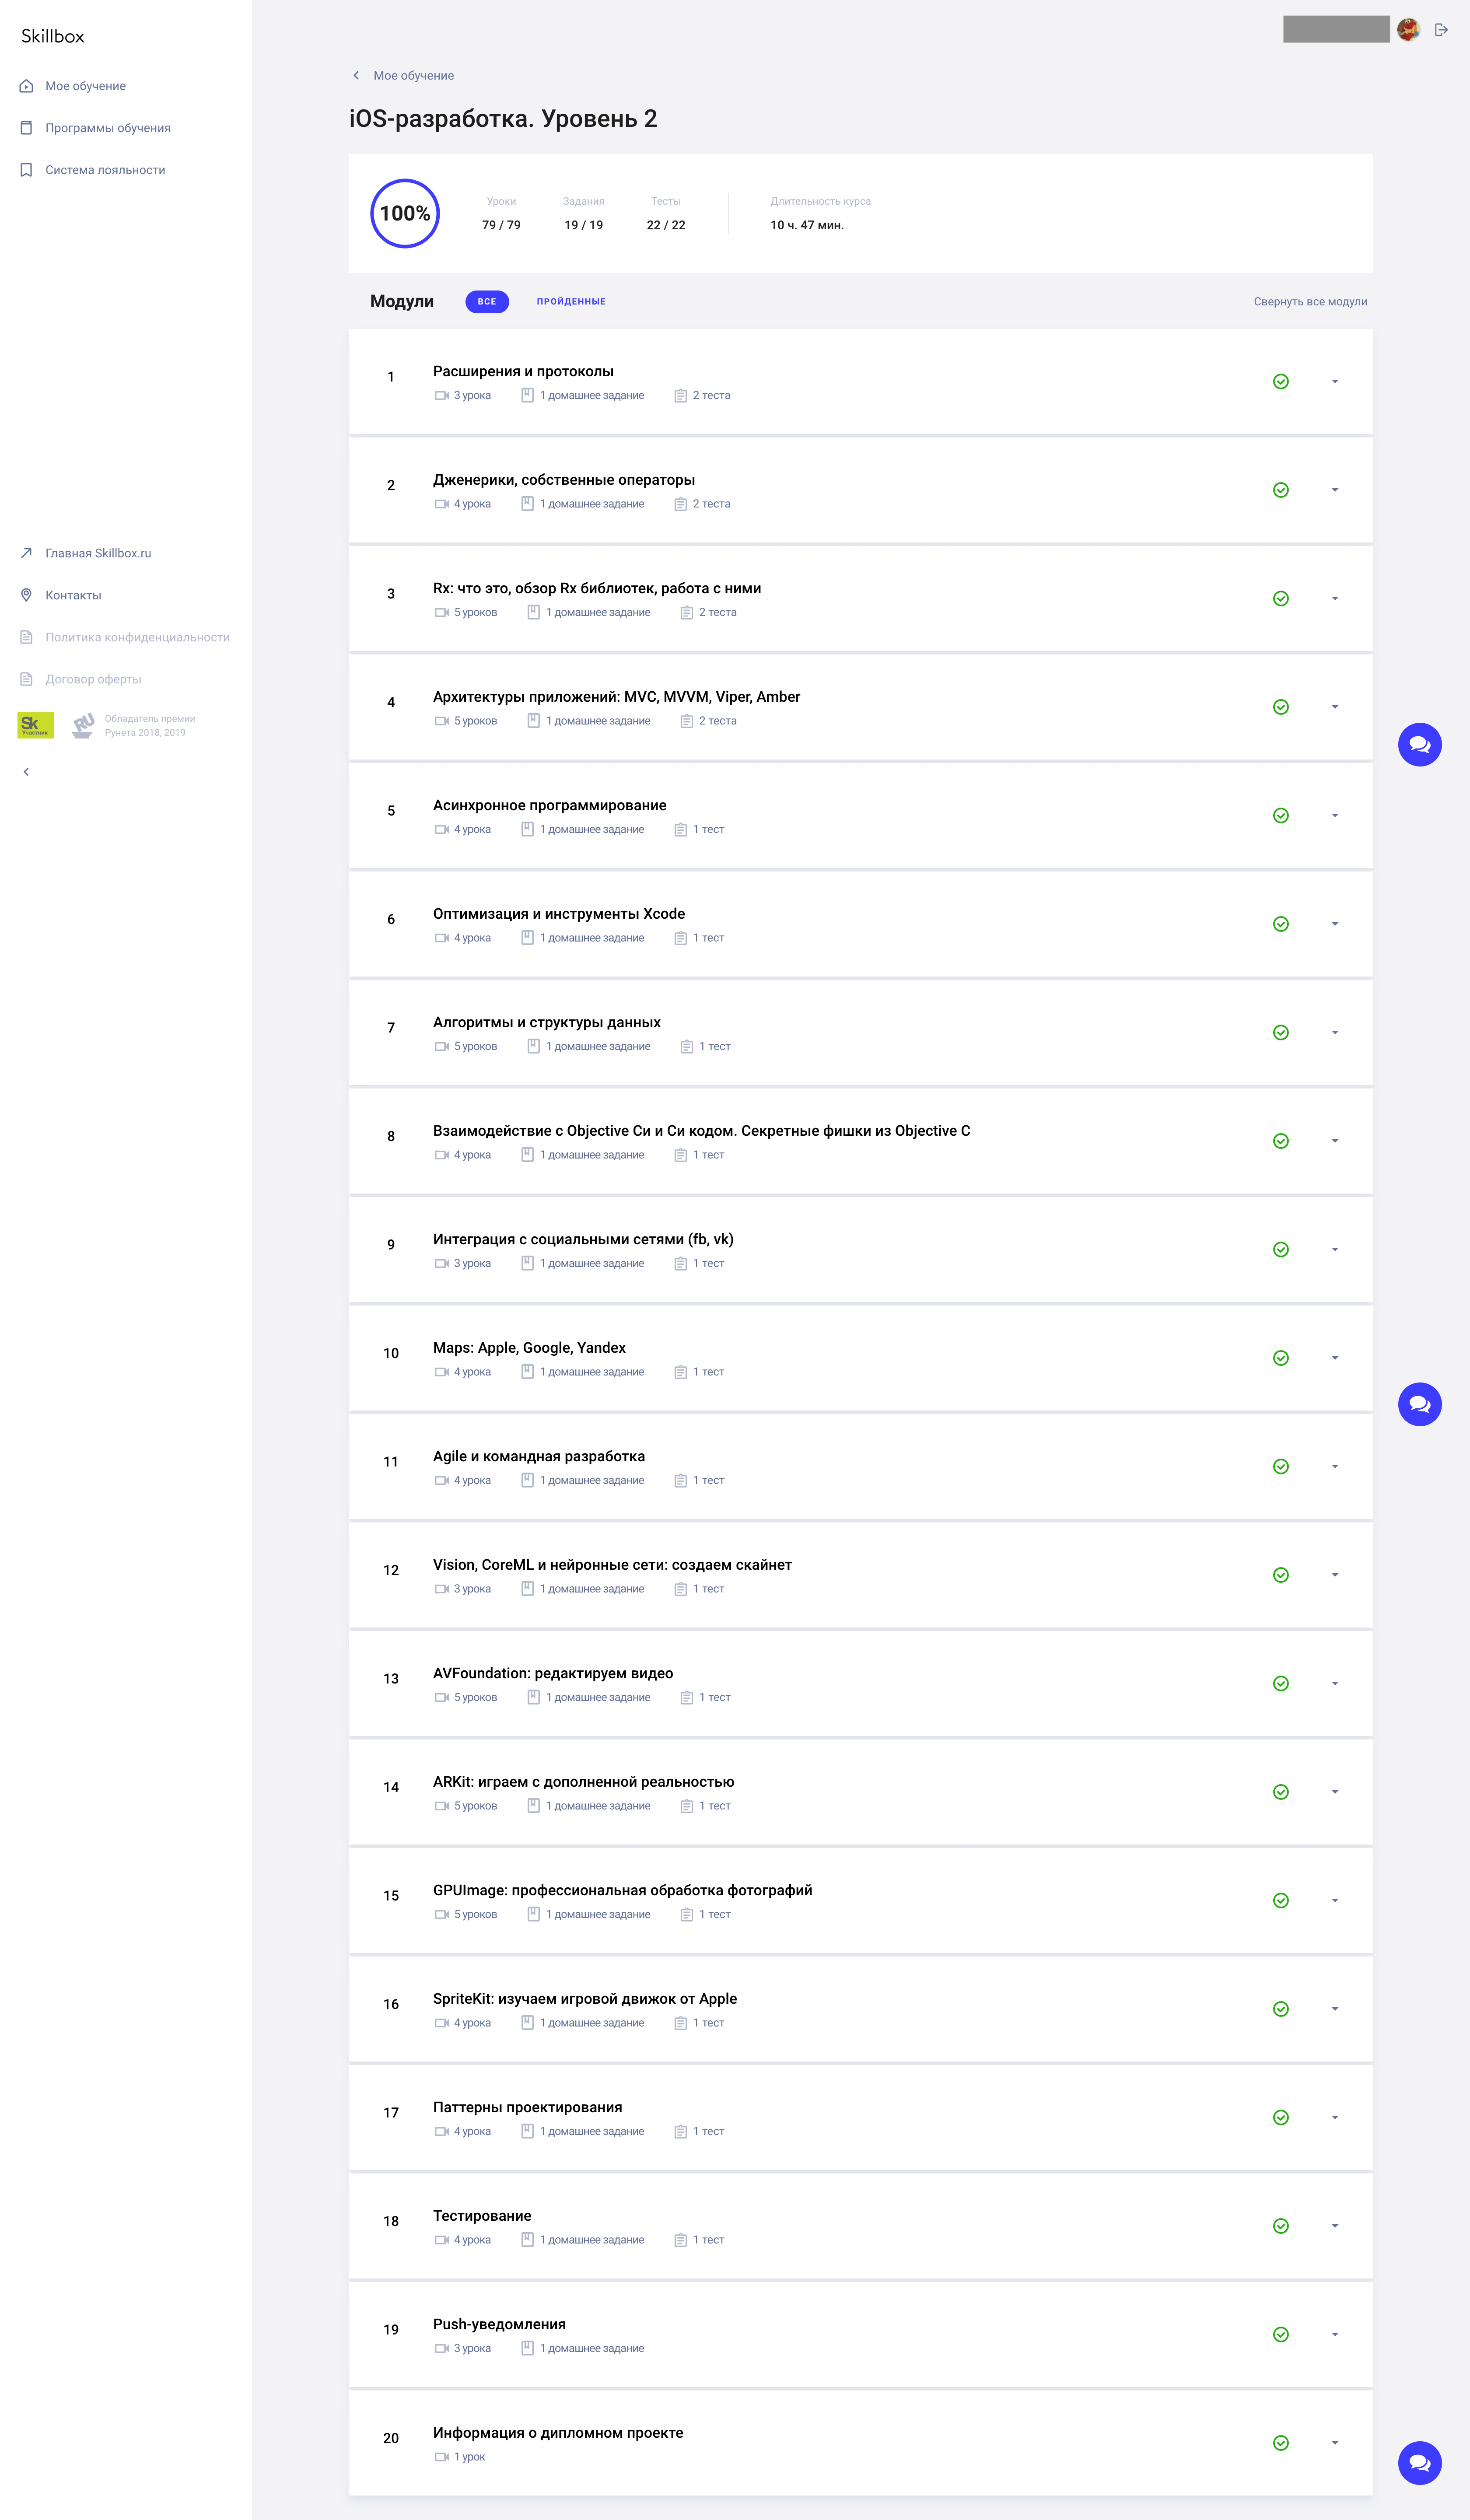 Skillbox
Мое обучение
Программы обучения
Система лояльности
Главная Skillbox.ru
Контакты
Политика конфиденциальности
Договор оферты
Sk
Участник
RU
Обладатель премии
Рунета 2018, 2019
Мое обучение
iOS-разработка. Уровень 2
100%
Уроки
79 / 79
Задания
19 / 19
Тесты
22 / 22
Длительность курса
10 ч. 47 мин.
Модули ВСЕ ПРОЙДЕННЫЕ Свернуть все модули
1 Расширения и протоколы
3 урока 1 домашнее задание 2 теста
2 Дженерики, собственные операторы
4 урока 1 домашнее задание 2 теста
3 Rx: что это, обзор Rx библиотек, работа с ними
5 уроков 1 домашнее задание 2 теста
4 Архитектуры приложений: MVC, MVVM, Viper, Amber
5 уроков 1 домашнее задание 2 теста
5 Асинхронное программирование
4 урока 1 домашнее задание 1 тест
6 Оптимизация и инструменты Xcode
4 урока 1 домашнее задание 1 тест
7 Алгоритмы и структуры данных
5 уроков 1 домашнее задание 1 тест
8 Взаимодействие с Objective Си и Си кодом. Секретные фишки из Objective C
4 урока 1 домашнее задание 1 тест
9 Интеграция с социальными сетями (fb, vk)
3 урока 1 домашнее задание 1 тест
10 Maps: Apple, Google, Yandex
4 урока 1 домашнее задание 1 тест
11 Agile и командная разработка
4 урока 1 домашнее задание 1 тест
12 Vision, CoreML и нейронные сети: создаем скайнет
3 урока 1 домашнее задание 1 тест
13 AVFoundation: редактируем видео
5 уроков 1 домашнее задание 1 тест
14 ARKit: играем с дополненной реальностью
5 уроков 1 домашнее задание 1 тест
15 GPUImage: профессиональная обработка фотографий
5 уроков 1 домашнее задание 1 тест
16 SpriteKit: изучаем игровой движок от Apple
4 урока 1 домашнее задание 1 тест
17 Паттерны проектирования
4 урока 1 домашнее задание 1 тест
18 Тестирование
4 урока 1 домашнее задание 1 тест
19 Push-уведомления
3 урока 1 домашнее задание
20 Информация о дипломном проекте
1 урок